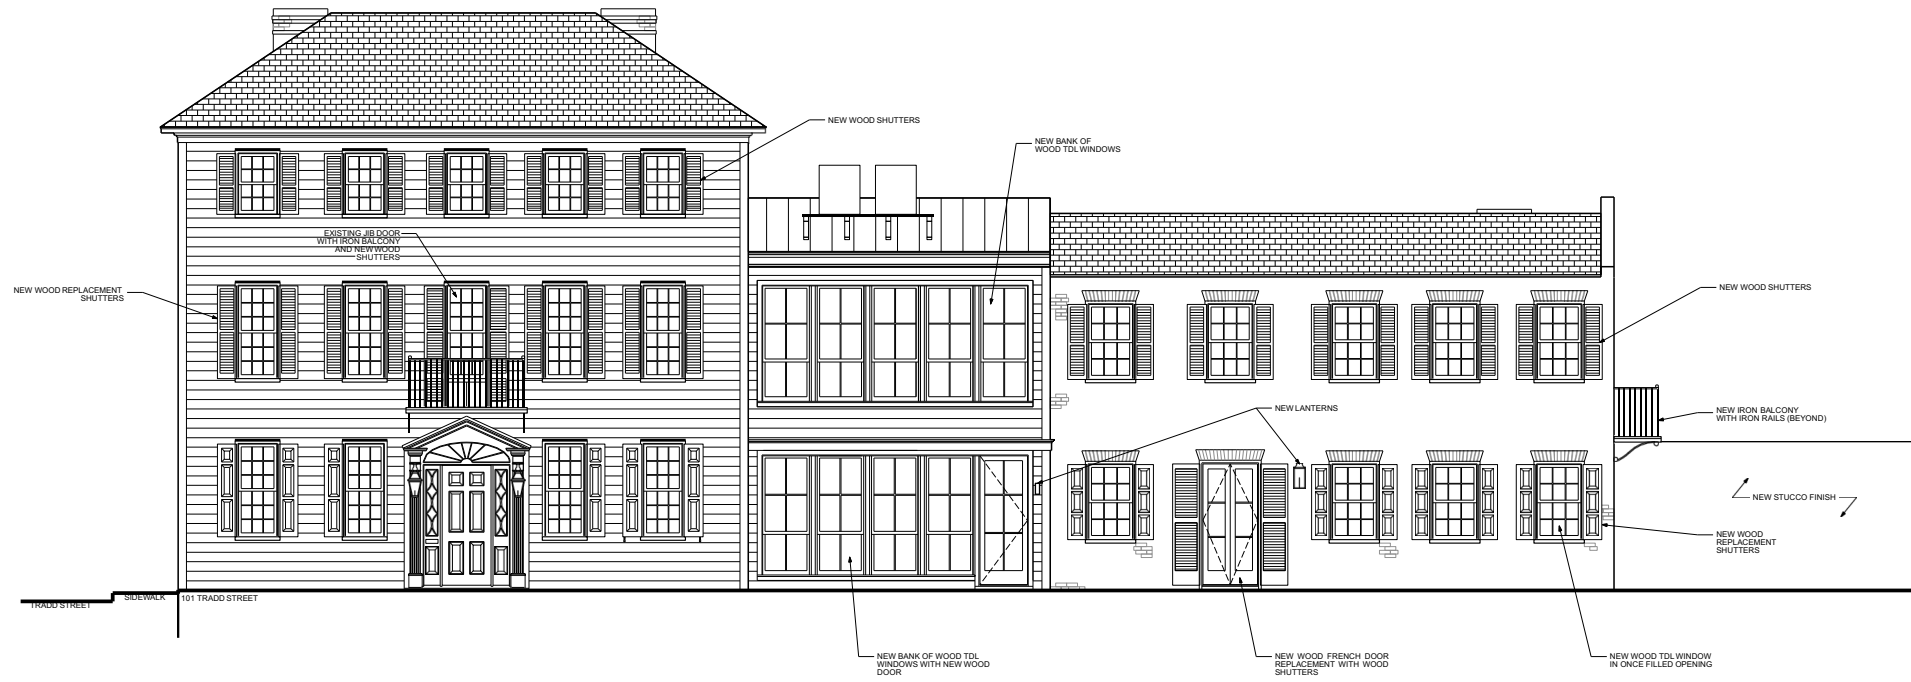 NEW WOOD SHUTTERS
NEW BANK OF
WOOD TDL WINDOWS
EXISTING JIB DOOR
WITH IRON BALCONY
AND NEW WOOD
SHUTTERS
NEW WOOD REPLACEMENT
SHUTTERS
NEW WOOD SHUTTERS
NEW LANTERNS
NEW IRON BALCONY
WITH IRON RAILS (BEYOND)
NEW STUCCO FINISH
NEW WOOD
REPLACEMENT
SHUTTERS
TRADD STREET
SIDEWALK
101 TRADD STREET
NEW BANK OF WOOD TDL
WINDOWS WITH NEW WOOD
DOOR
NEW WOOD FRENCH DOOR
REPLACEMENT WITH WOOD
SHUTTERS
NEW WOOD TDL WINDOW
IN ONCE FILLED OPENING